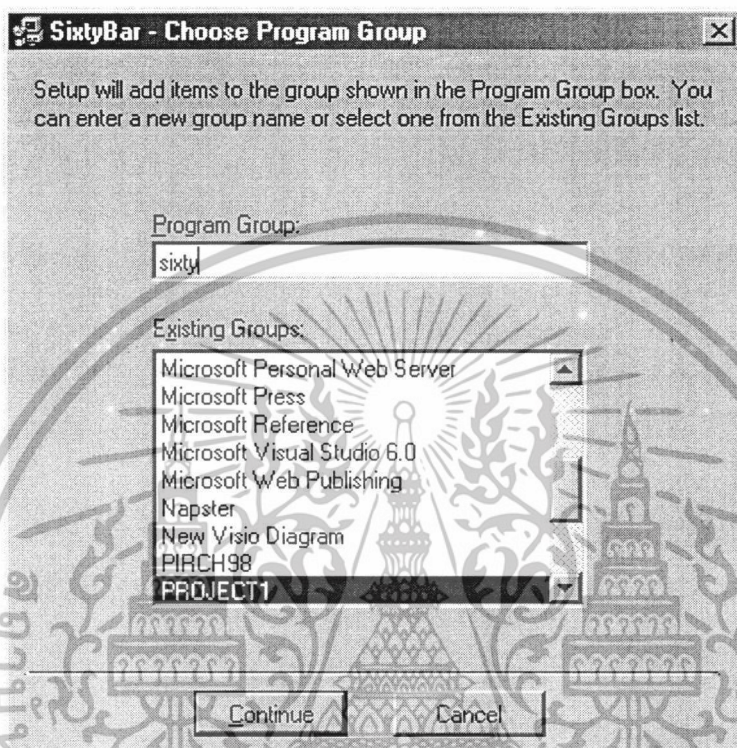 SixtyBar - Choose Program Group
Setup will add items to the group shown in the Program Group box. You
can enter a new group name or select one from the Existing Groups list.
Program Group:
sixty
Existing Groups:
Microsoft Personal Web Server
Microsoft Press
Microsoft Reference
Microsoft Visual Studio 6.0
Microsoft Web Publishing
Napster
New Visio Diagram
PIRCH98
PROJECT1
Continue
Cancel